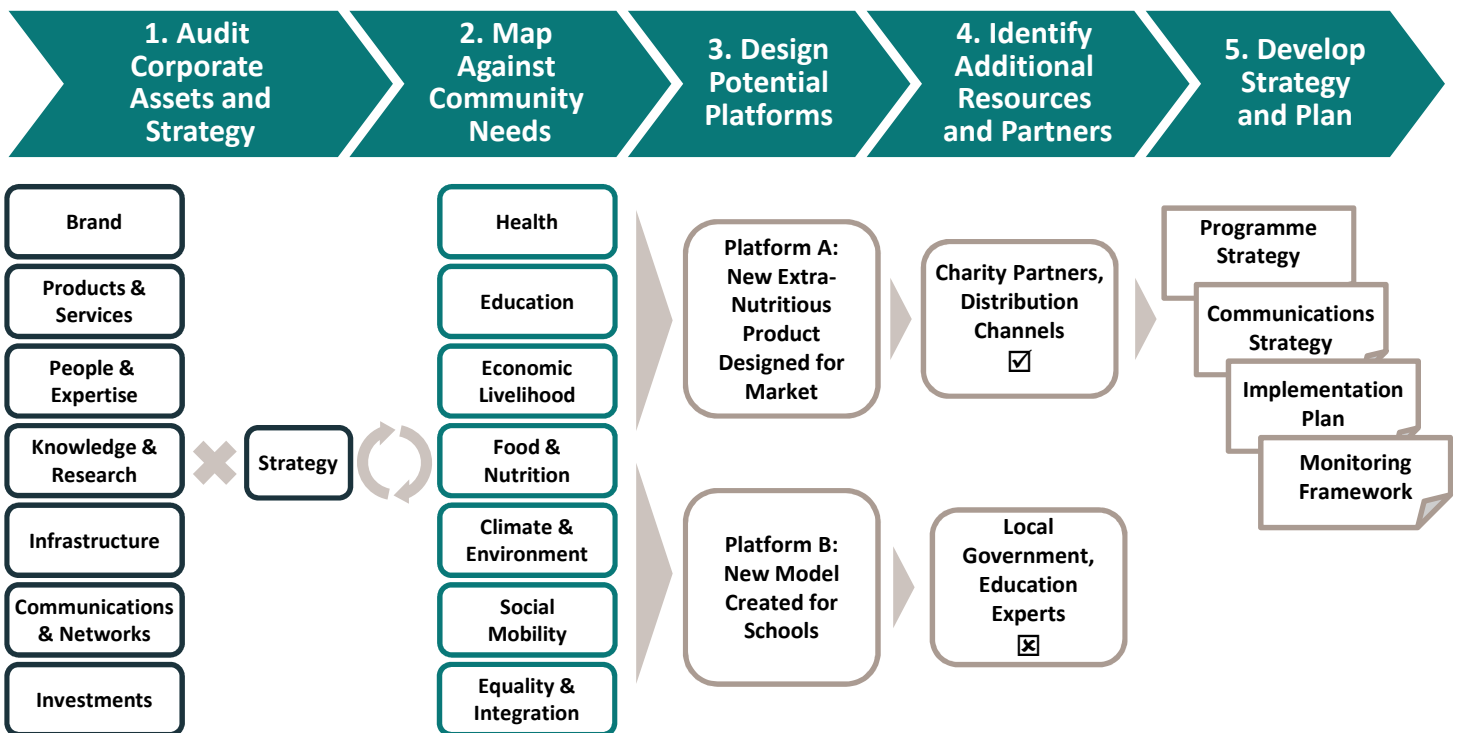 1. Audit
Corporate
Assets and
Strategy
2. Map
Against
Community
Needs
3. Design
Potential
Platforms
4. Identify
Additional
Resources
and Partners
5. Develop
Strategy
and Plan
Brand
Products &
Services
People &
Expertise
Knowledge &
Research
Infrastructure
Communications
& Networks
Investments
Strategy
Health
Education
Economic
Livelihood
Food &
Nutrition
Climate &
Environment
Social
Mobility
Equality &
Integration
Platform A:
New Extra-
Nutritious
Product
Designed for
Market
Platform B:
New Model
Created for
Schools
Charity Partners,
Distribution
Channels
Local
Government,
Education
Experts
Programme
Strategy
Communications
Strategy
Implementation
Plan
Monitoring
Framework